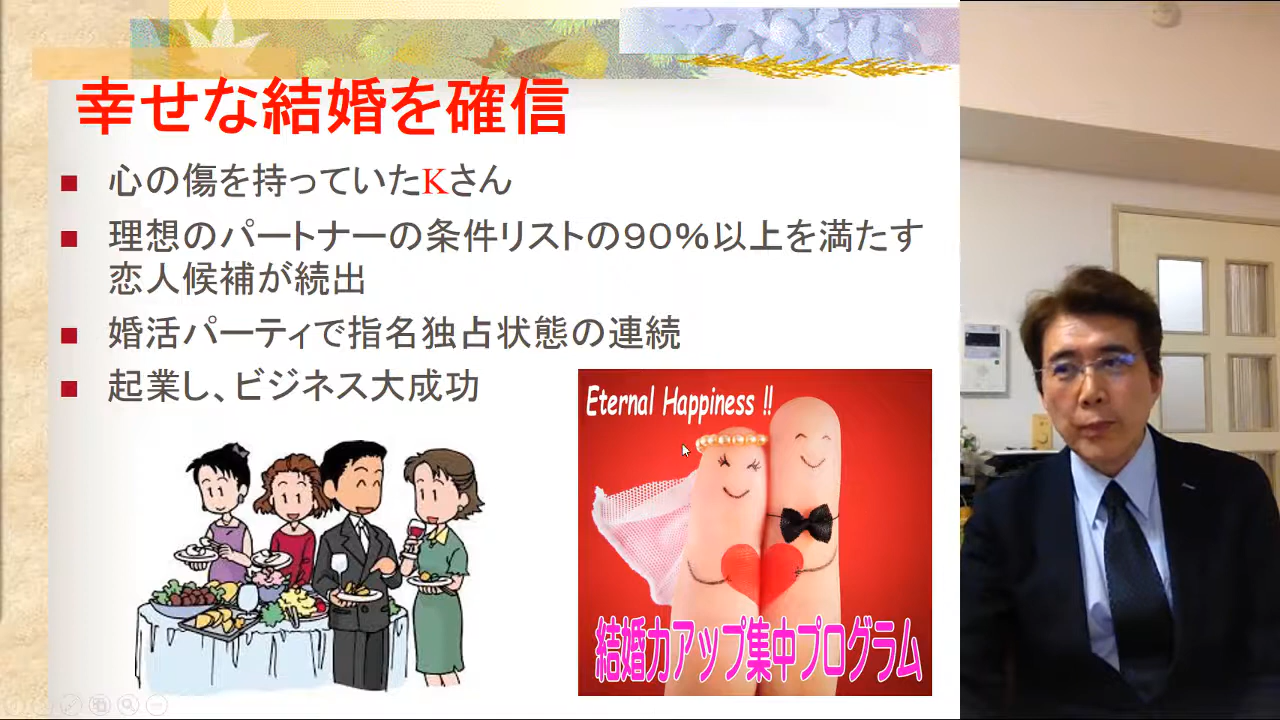 幸せな結婚を確信
心の傷を持っていたKさん
理想のパートナーの条件リストの90%以上を満たす
恋人候補が続出
婚活パーティで指名独占状態の連続
起業し、ビジネス大成功
Eternal Happiness !!
結婚力アップ集中プログラム